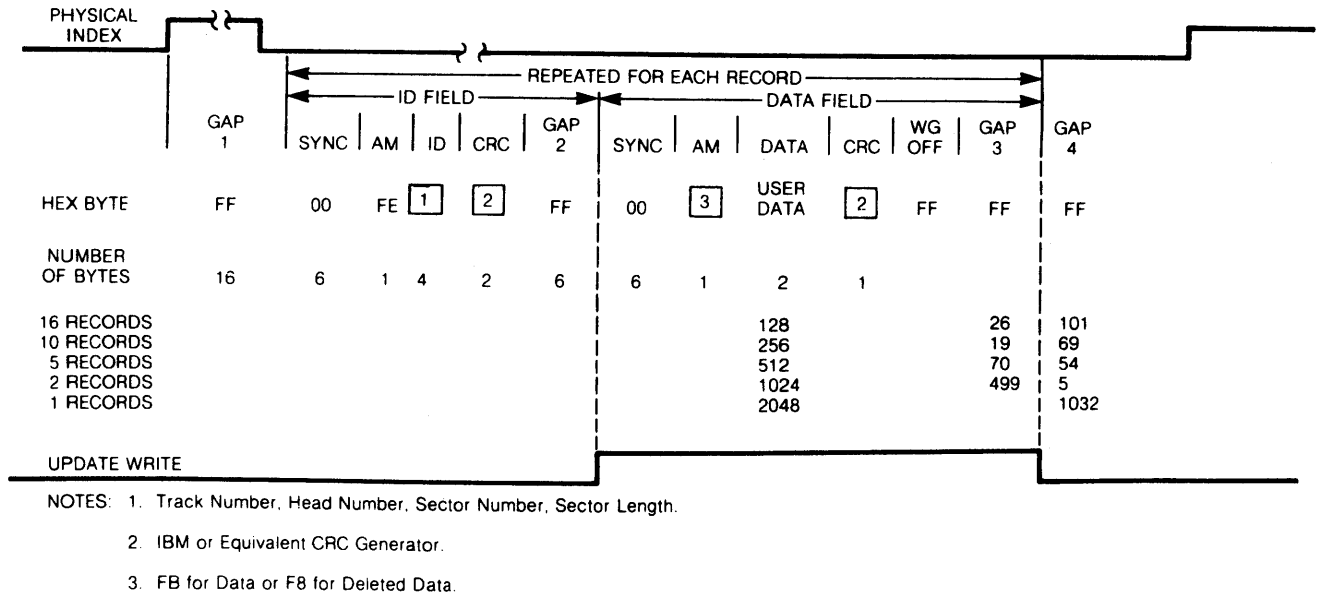 PHYSICAL
INDEX
REPEATED FOR EACH RECORD
ID FIELD DATA FIELD
GAP 1 SYNC AM ID CRC GAP 2 SYNC AM DATA CRC WG OFF GAP 3 GAP 4
HEX BYTE FF 00 FE 1 2 FF 00 3 USER DATA 2 FF FF FF
NUMBER
OF BYTES 16 6 1 4 2 6 6 1 2 1
16 RECORDS 128 26 101
10 RECORDS 256 19 69
5 RECORDS 512 70 54
2 RECORDS 1024 499 5
1 RECORDS 2048 1032
UPDATE WRITE
NOTES: 1. Track Number, Head Number, Sector Number, Sector Length.
2. IBM or Equivalent CRC Generator.
3. FB for Data or F8 for Deleted Data.